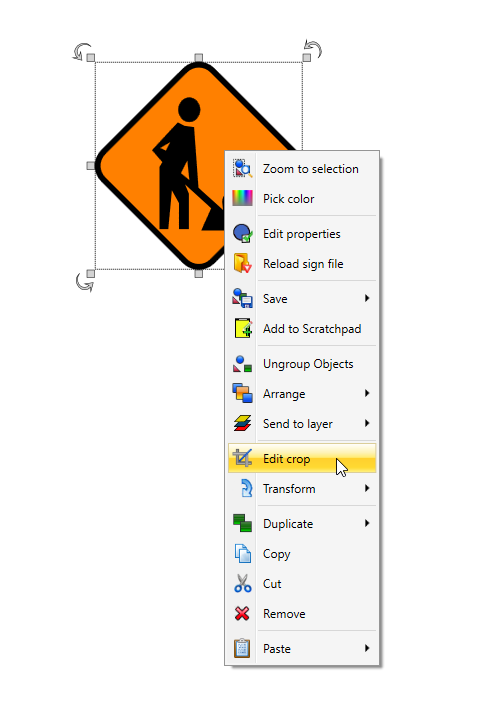 Zoom to selection
Pick color
Edit properties
Reload sign file
Save
Add to Scratchpad
Ungroup Objects
Arrange
Send to layer
Edit crop
Transform
Duplicate
Copy
Cut
Remove
Paste